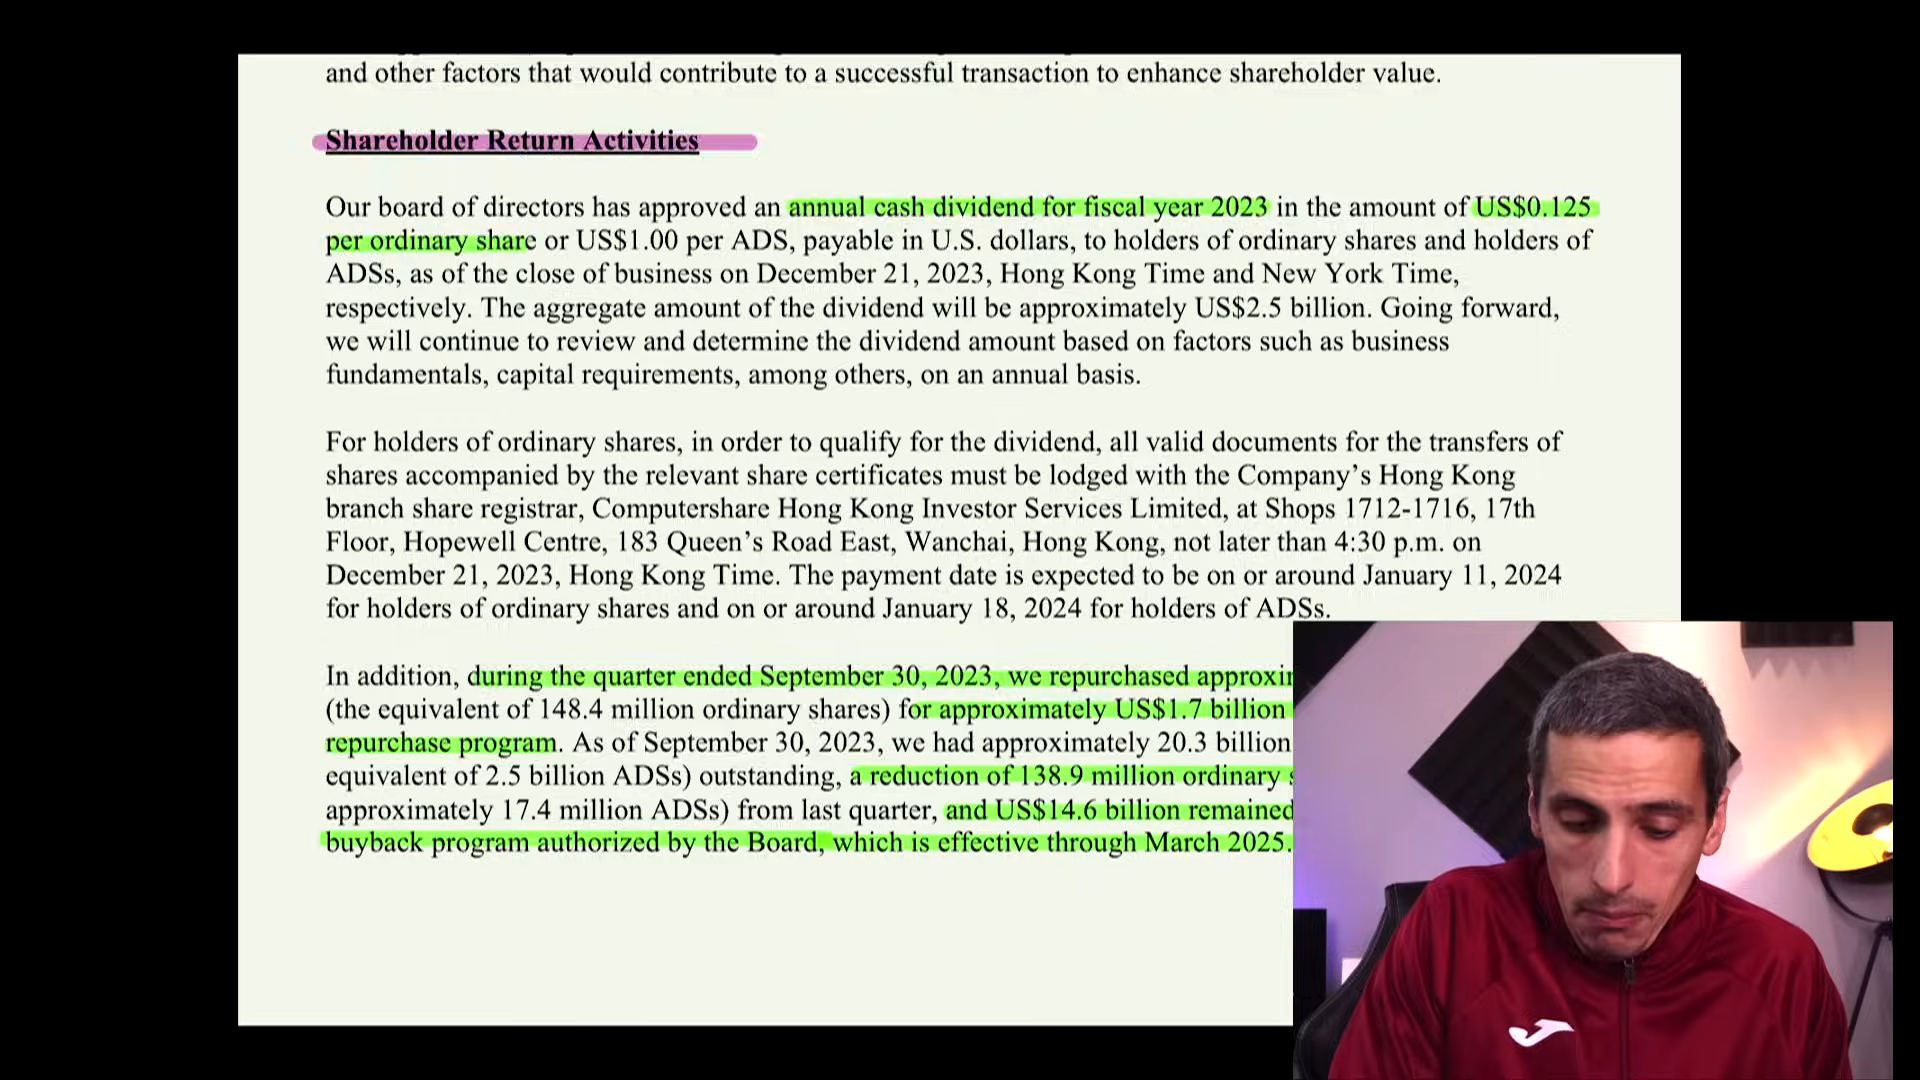 and other factors that would contribute to a successful transaction to enhance shareholder value.
Shareholder Return Activities
Our board of directors has approved an annual cash dividend for fiscal year 2023 in the amount of US$0.125
per ordinary share or US$1.00 per ADS, payable in U.S. dollars, to holders of ordinary shares and holders of
ADSs, as of the close of business on December 21, 2023, Hong Kong Time and New York Time,
respectively. The aggregate amount of the dividend will be approximately US$2.5 billion. Going forward,
we will continue to review and determine the dividend amount based on factors such as business
fundamentals, capital requirements, among others, on an annual basis.
For holders of ordinary shares, in order to qualify for the dividend, all valid documents for the transfers of
shares accompanied by the relevant share certificates must be lodged with the Company’s Hong Kong
branch share registrar, Computershare Hong Kong Investor Services Limited, at Shops 1712-1716, 17th
Floor, Hopewell Centre, 183 Queen’s Road East, Wanchai, Hong Kong, not later than 4:30 p.m. on
December 21, 2023, Hong Kong Time. The payment date is expected to be on or around January 11, 2024
for holders of ordinary shares and on or around January 18, 2024 for holders of ADSs.
In addition, during the quarter ended September 30, 2023, we repurchased
(the equivalent of 148.4 million ordinary shares) for approximately US$1.7 billion
repurchase program. As of September 30, 2023, we had approximately 20.3 billion
equivalent of 2.5 billion ADSs) outstanding, a reduction of 138.9 million ordinary
approximately 17.4 million ADSs) from last quarter, and US$14.6 billion remained
buyback program authorized by the Board, which is effective through March 2025.